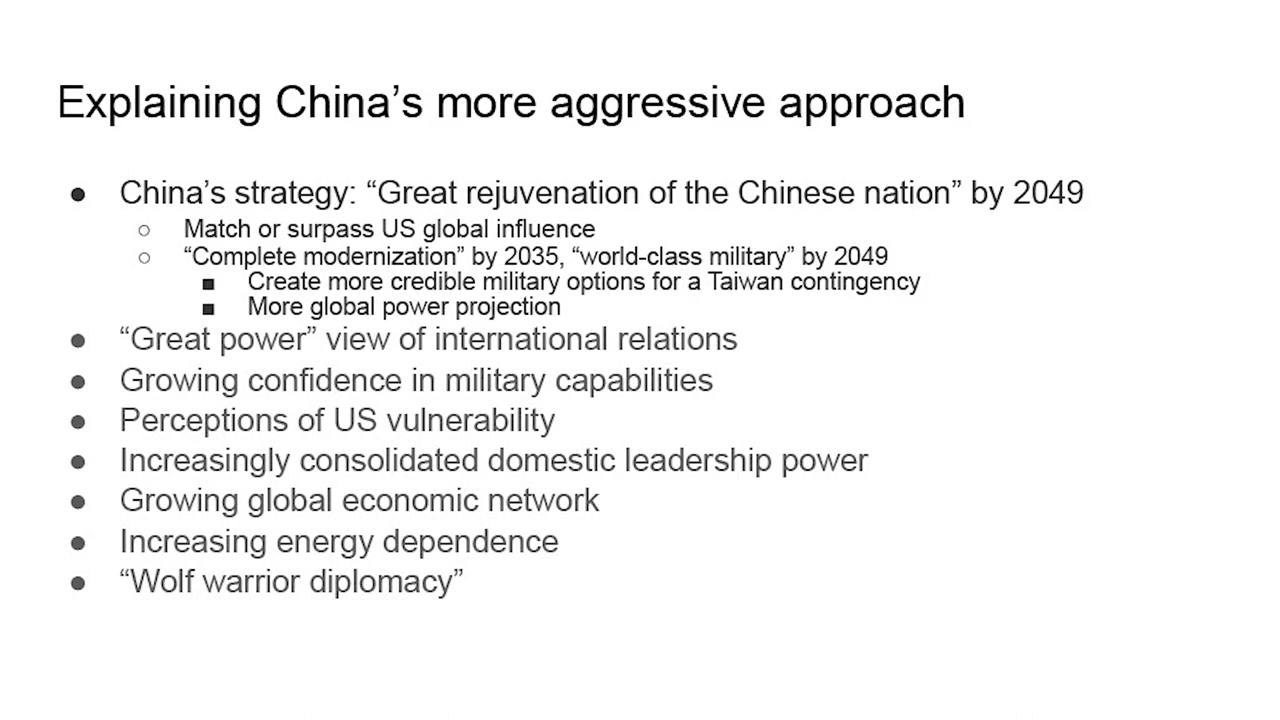 Explaining China’s more aggressive approach
● China’s strategy: “Great rejuvenation of the Chinese nation” by 2049
○ Match or surpass US global influence
○ “Complete modernization” by 2035, “world-class military” by 2049
■ Create more credible military options for a Taiwan contingency
■ More global power projection
● “Great power” view of international relations
● Growing confidence in military capabilities
● Perceptions of US vulnerability
● Increasingly consolidated domestic leadership power
● Growing global economic network
● Increasing energy dependence
● “Wolf warrior diplomacy”